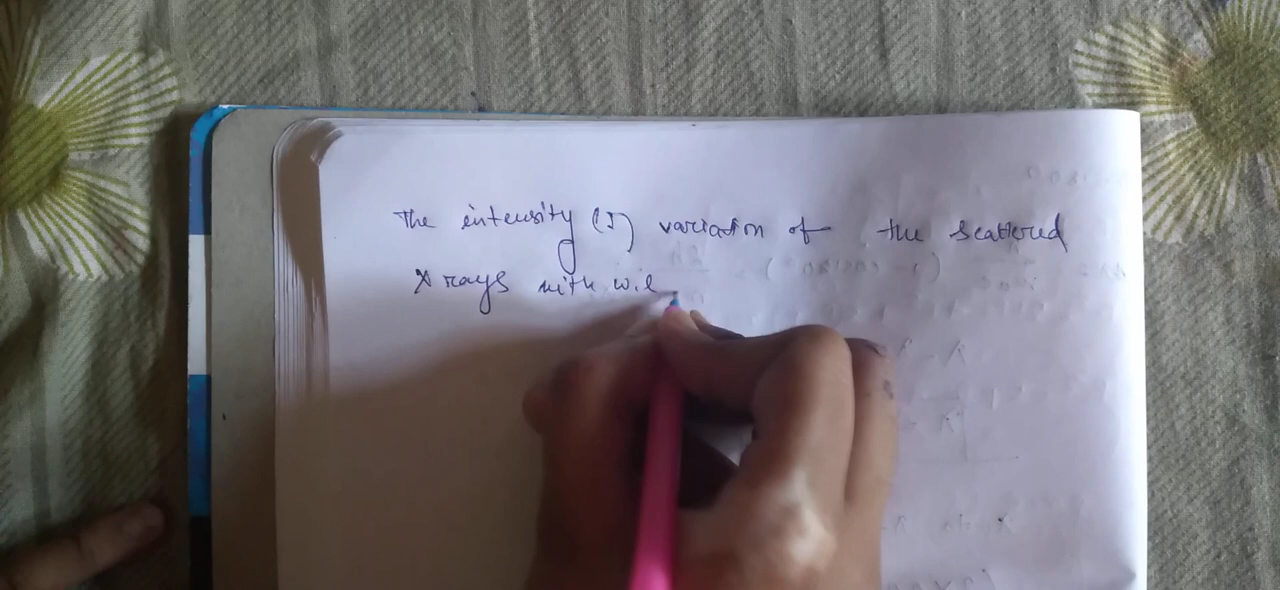 The intensity (I) variation of the scattered
X rays with w.l